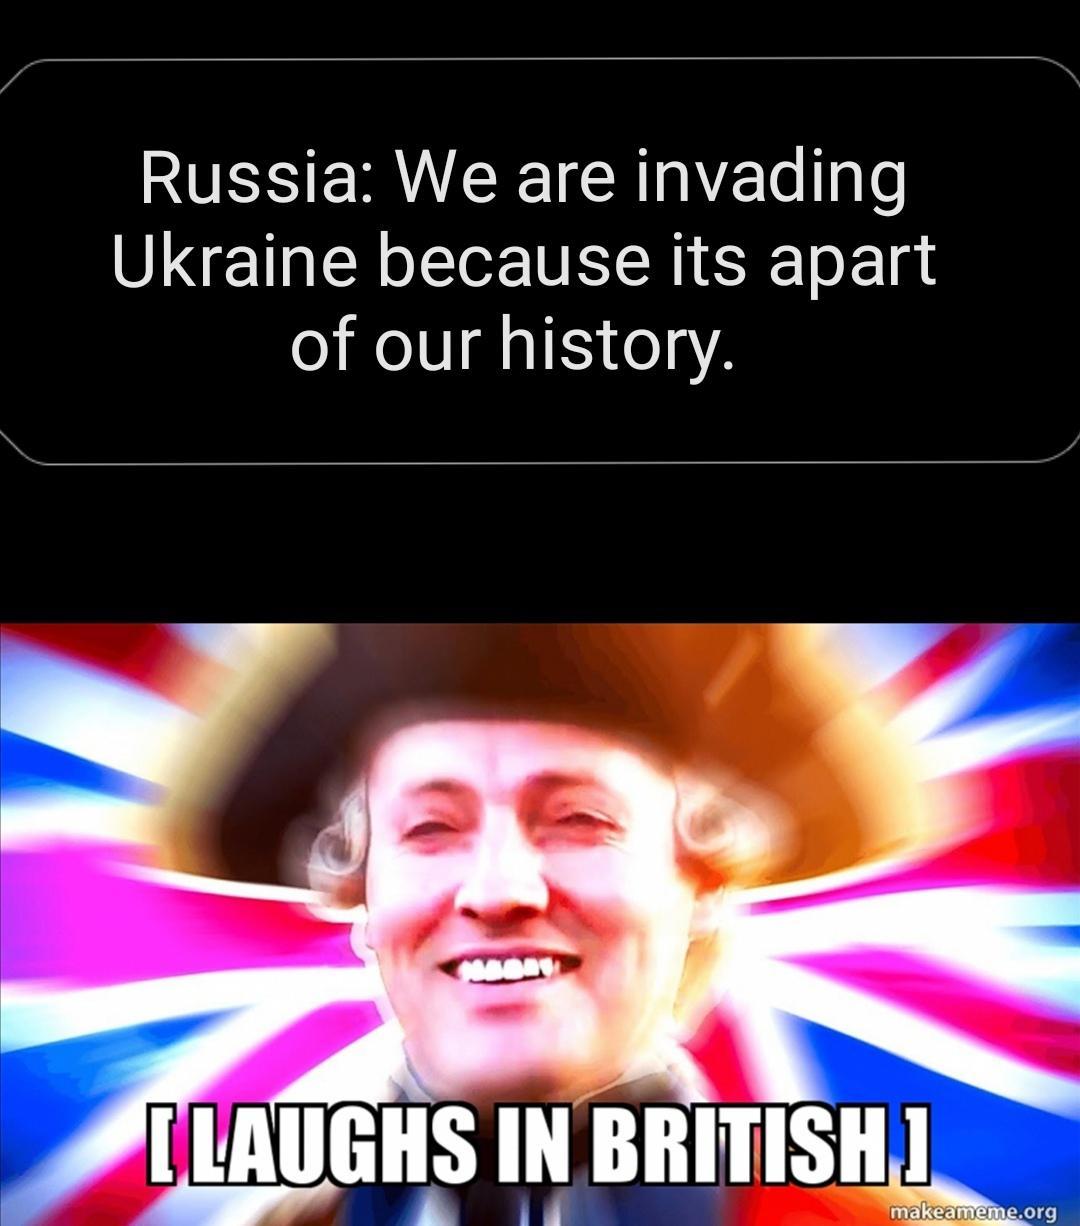 Russia: We are invading
Ukraine because its apart
of our history.
[ LAUGHS IN BRITISH ]
makeameme.org